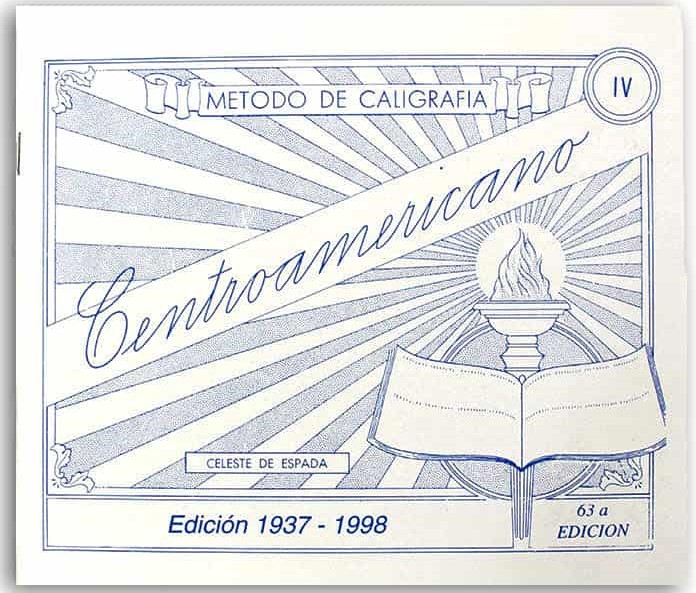 METODO DE CALIGRAFIA
IV
Centroamericano
CELESTE DE ESPADA
Edición 1937 - 1998
63 a
EDICION